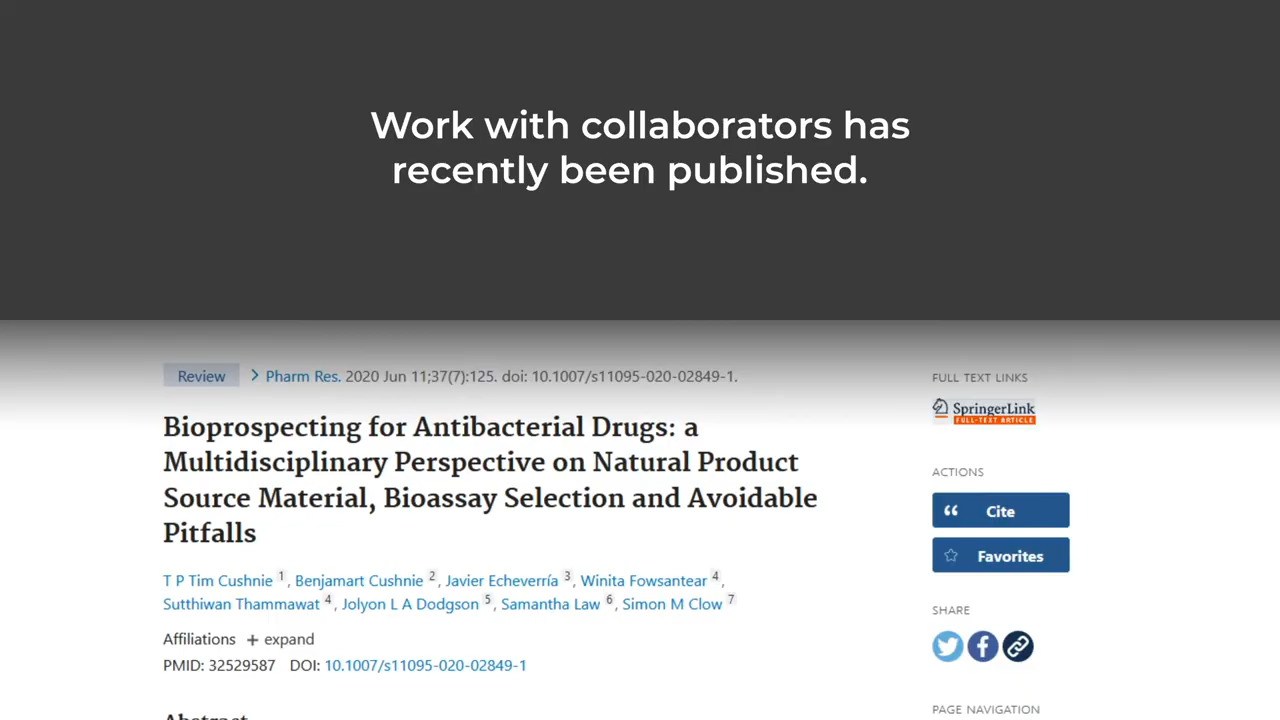 Work with collaborators has
recently been published.
Review > Pharm Res. 2020 Jun 11;37(7):125. doi: 10.1007/s11095-020-02849-1.
Bioprospecting for Antibacterial Drugs: a
Multidisciplinary Perspective on Natural Product
Source Material, Bioassay Selection and Avoidable
Pitfalls
T P Tim Cushnie 1, Benjamart Cushnie 2, Javier Echeverría 3, Winita Fowsantear 4,
Sutthiwan Thammawat 4, Jolyon L A Dodgson 5, Samantha Law 6, Simon M Clow 7
Affiliations + expand
PMID: 32529587 DOI: 10.1007/s11095-020-02849-1
Abstract
FULL TEXT LINKS
SpringerLink
FULL-TEXT ARTICLE
ACTIONS
Cite
Favorites
SHARE
PAGE NAVIGATION